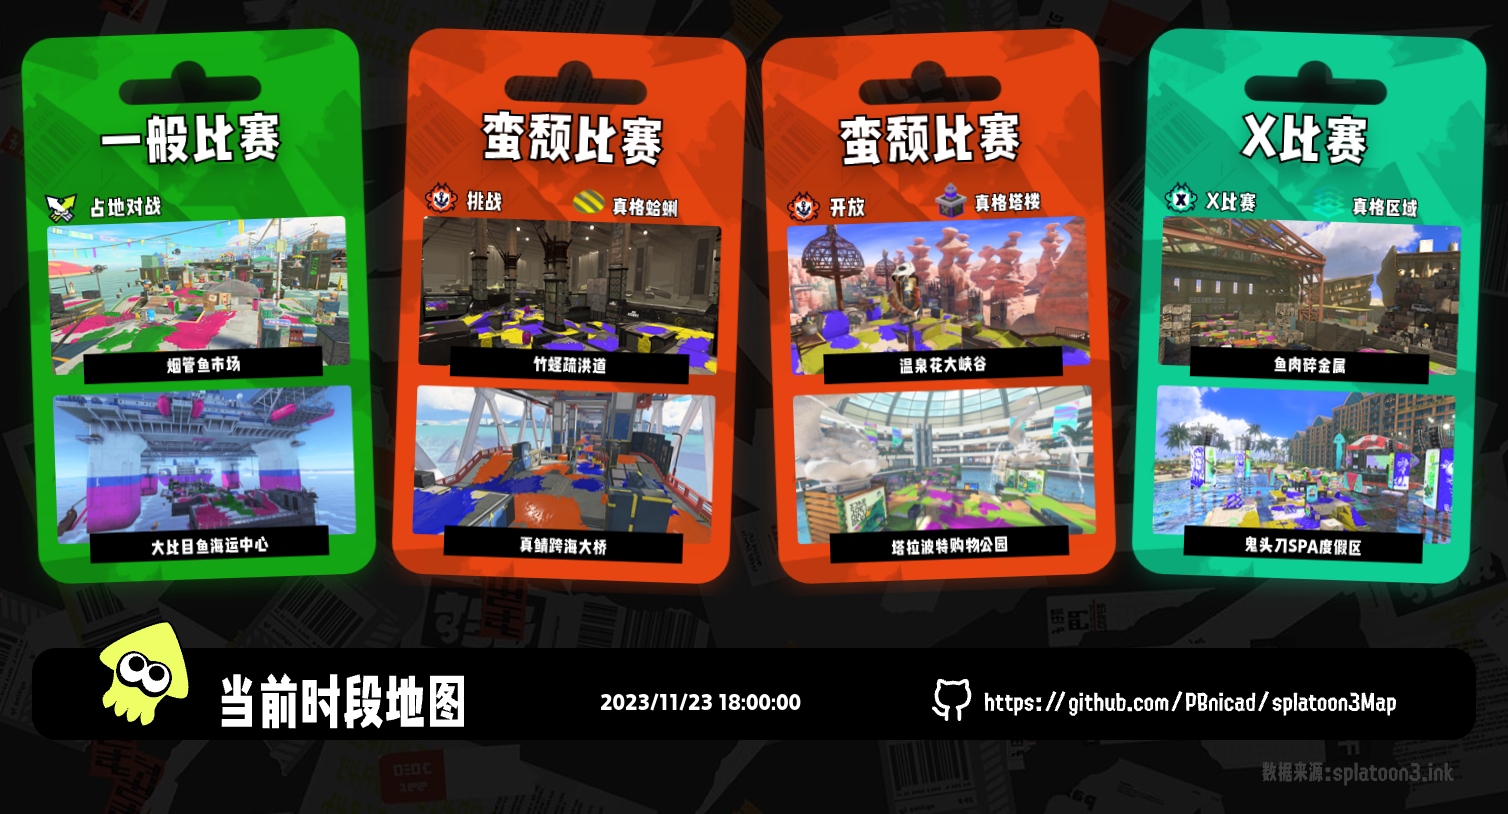 一般比赛
占地对战
烟管鱼市场
大比目鱼海运中心
蛮颓比赛
挑战
真格蛤蜊
竹蛏疏洪道
真鲷跨海大桥
蛮颓比赛
开放
真格塔楼
温泉花大峡谷
塔拉波特购物公园
X比赛
X比赛
真格区域
鱼肉碎金属
鬼头刀SPA度假区
当前时段地图
2023/11/23 18:00:00
https://github.com/PBnicad/splatoon3Map
数据来源:splatoon3.ink